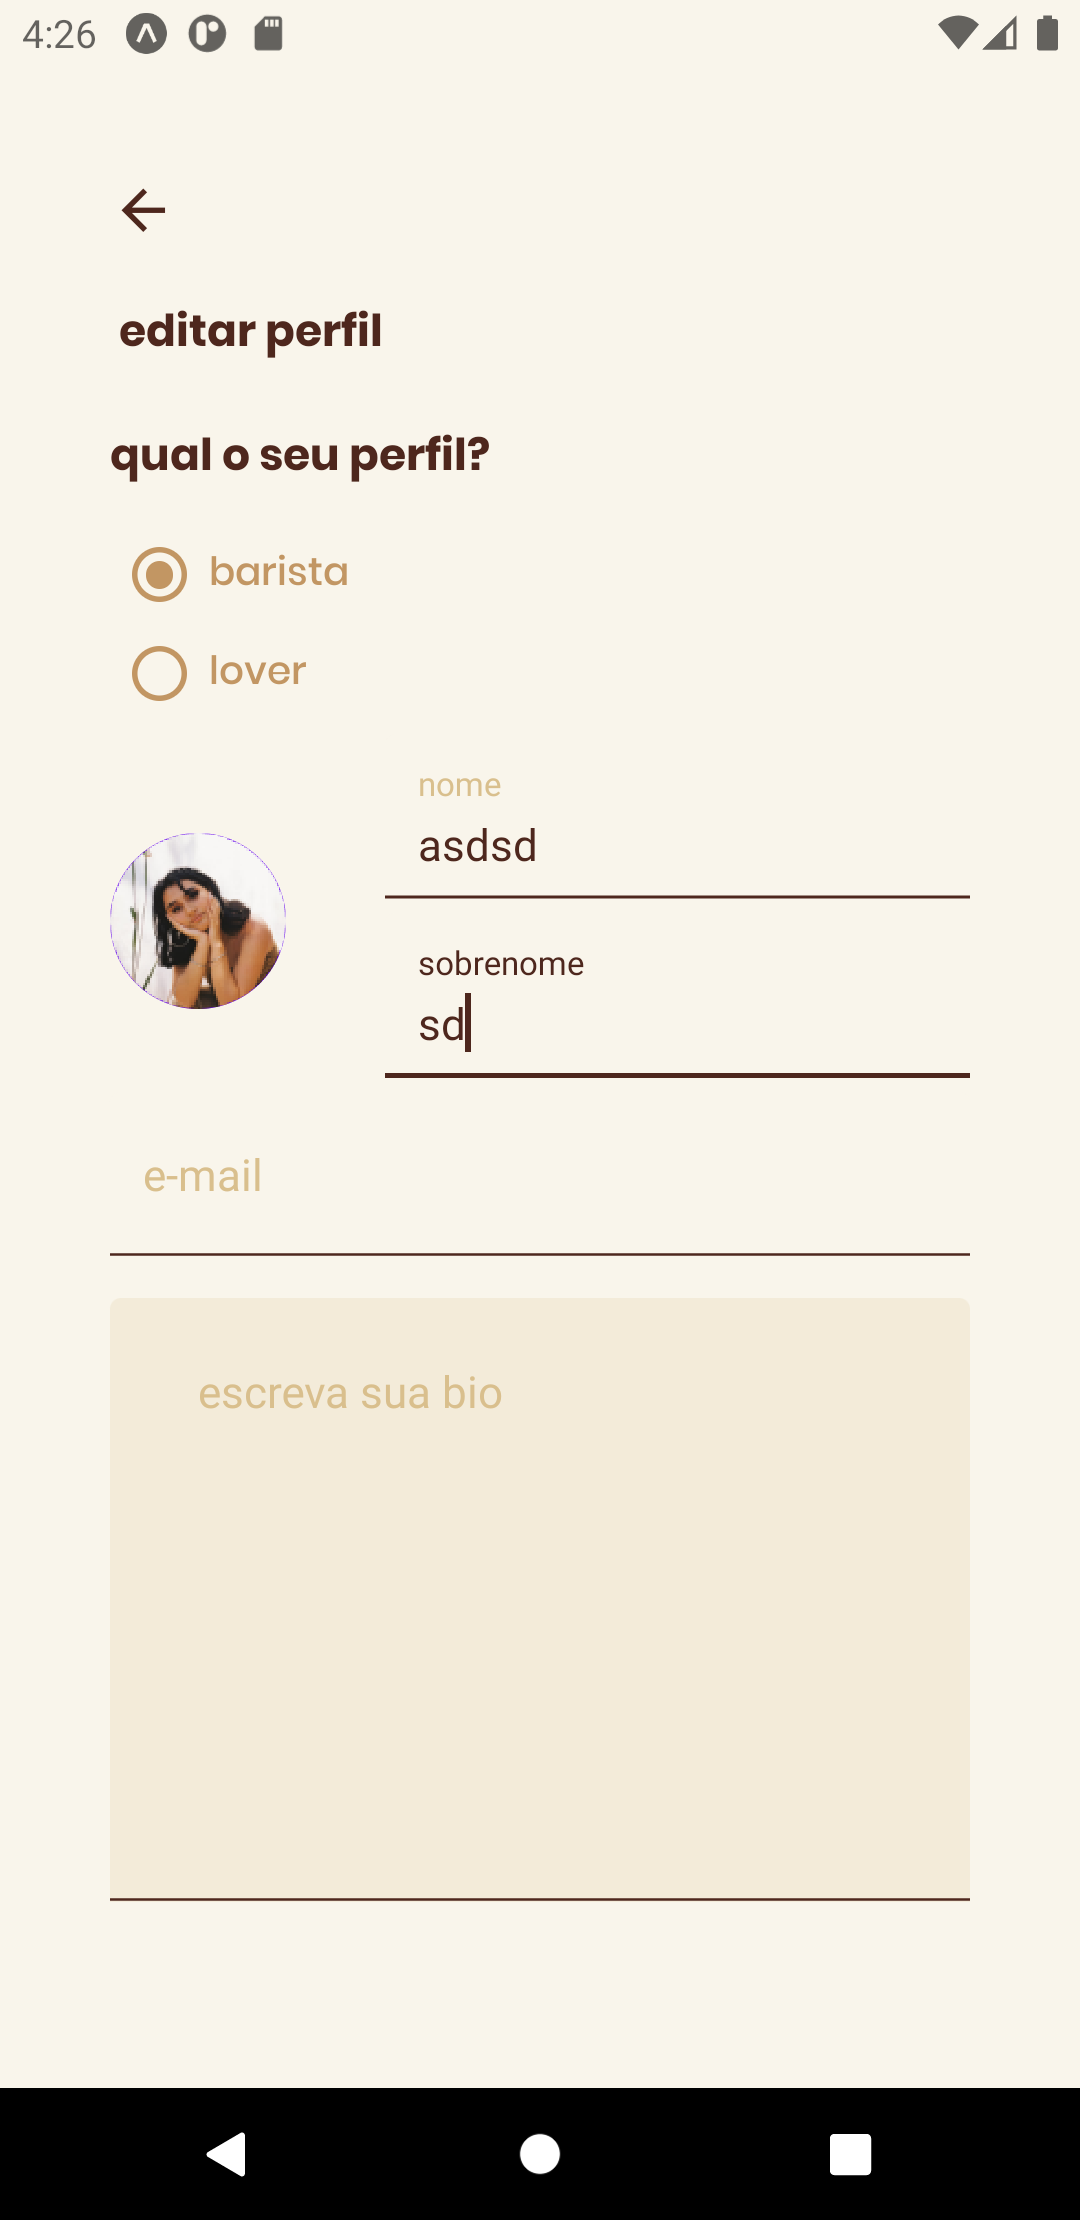 4:26
editar perfil
qual o seu perfil?
barista
lover
nome
asdsd
sobrenome
sd
e-mail
escreva sua bio